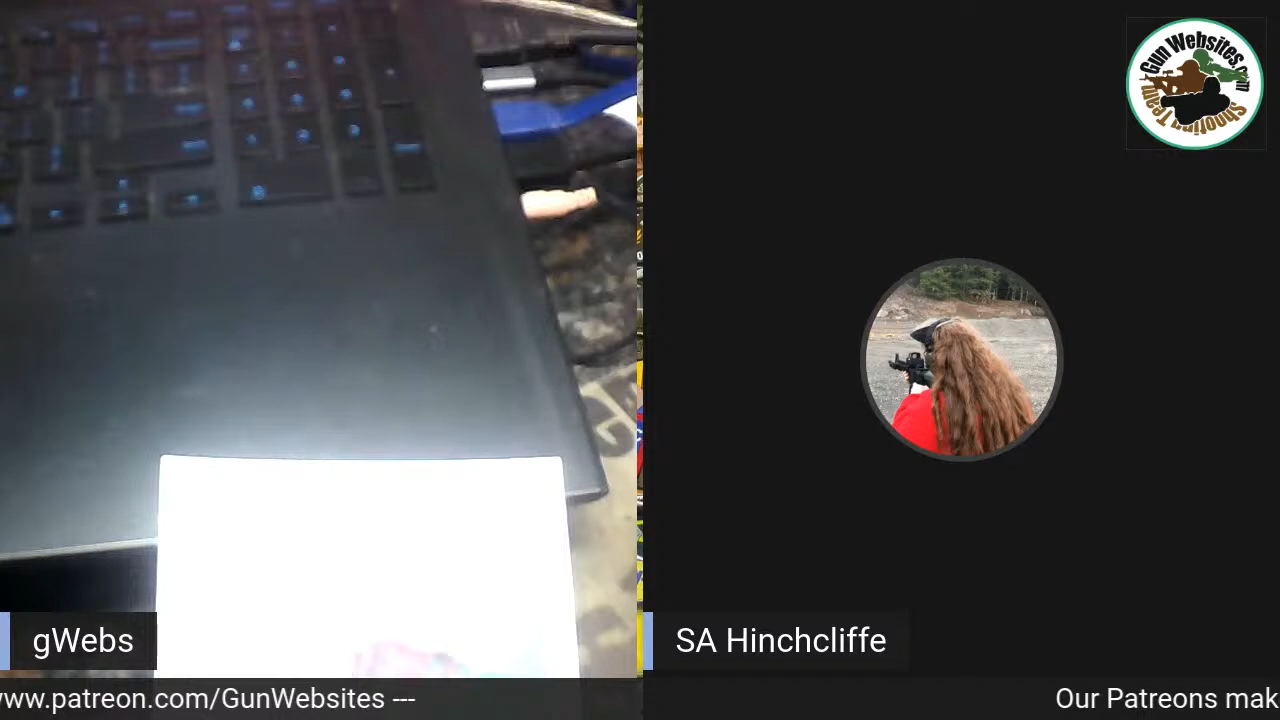 Gun Websites.com
Shooting Team
gWebs
SA Hinchcliffe
www.patreon.com/GunWebsites ---
Our Patreons mak